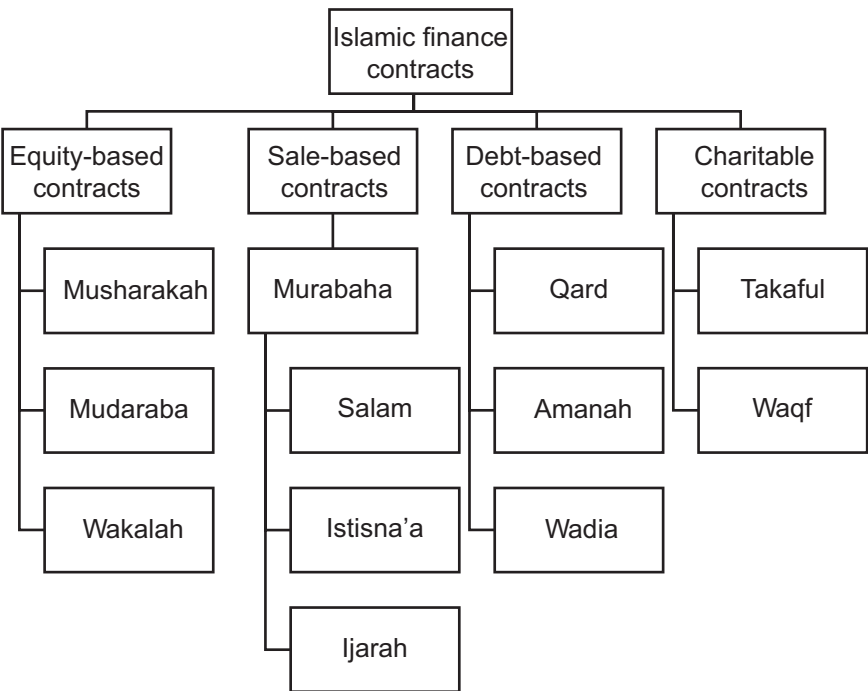 Islamic finance
contracts
Equity-based
contracts
Sale-based
contracts
Debt-based
contracts
Charitable
contracts
Musharakah
Murabaha
Qard
Takaful
Mudaraba
Salam
Amanah
Waqf
Wakalah
Istisna’a
Wadia
Ijarah